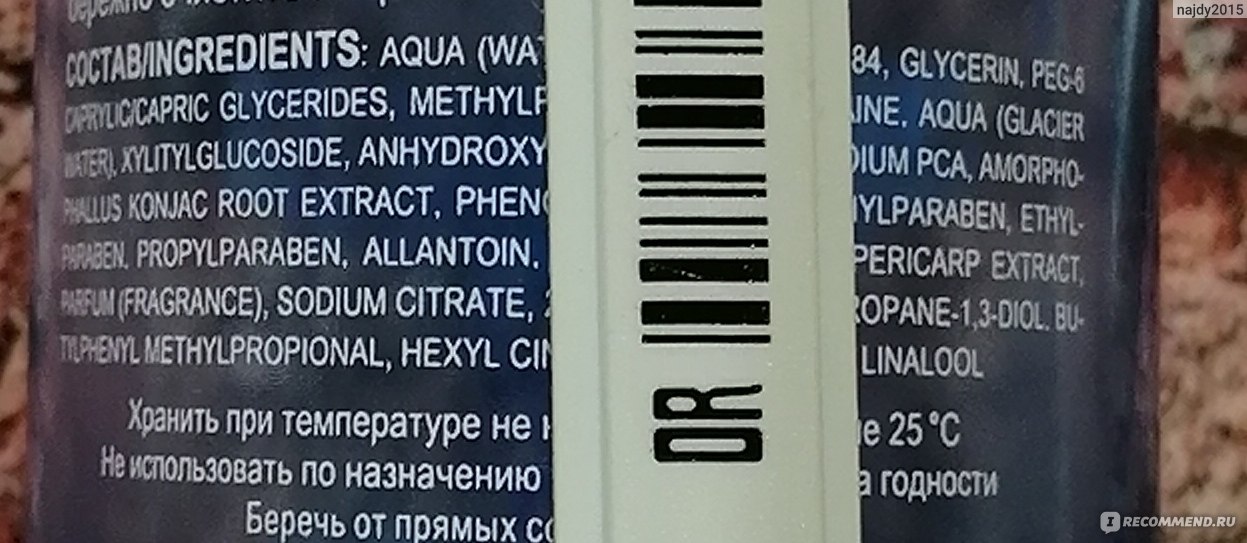 najdy2015
СОСТАВ/INGREDIENTS: AQUA (WA 84, GLYCERIN, PEG-6
CAPRYLIC/CAPRIC GLYCERIDES, METHYLP INE, AQUA (GLACIER
WATER), XYLITYLGLUCOSIDE, ANHYDROXY DIUM PCA, AMORPHO-
PHALLUS KONJAC ROOT EXTRACT, PHENO YLPARABEN, ETHYL-
PARABEN, PROPYLPARABEN, ALLANTOIN, PERICARP EXTRACT,
PARFUM (FRAGRANCE), SODIUM CITRATE, 2 ROPANE-1,3-DIOL. BU-
TYLPHENYL METHYLPROPIONAL, HEXYL CIN LINALOOL
Хранить при температуре не н е 25 °C
Не использовать по назначению а годности
Беречь от прямых со
DR
IRECOMMEND.RU